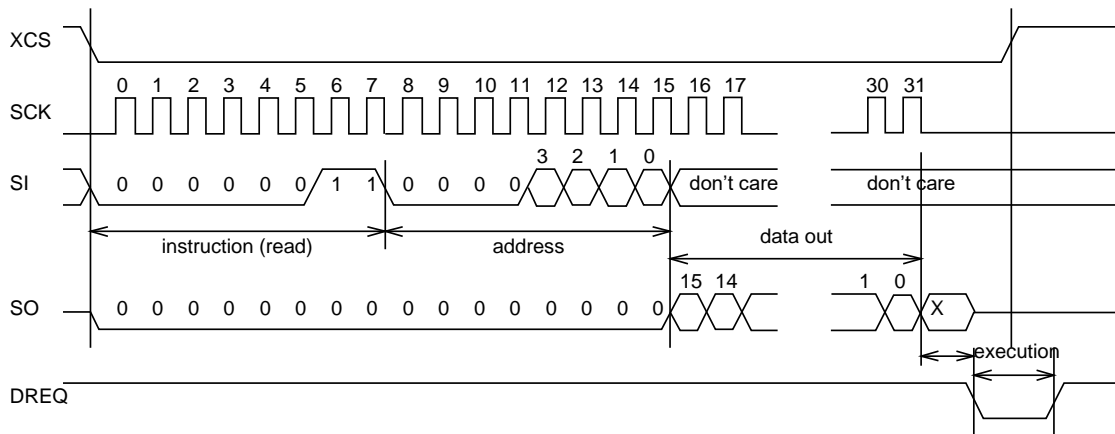 XCS
0 1 2 3 4 5 6 7 8 9 10 11 12 13 14 15 16 17 30 31
SCK
3 2 1 0
SI 0 0 0 0 0 0 1 1 0 0 0 0 don't care don't care
instruction (read) address data out
15 14 1 0
SO 0 0 0 0 0 0 0 0 0 0 0 0 0 0 0 0 X
execution
DREQ